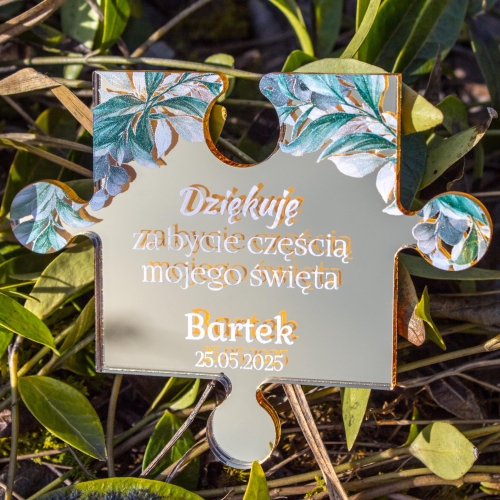 Dziękuję
za bycie częścią
mojego święta
Bartek
25.05.2025